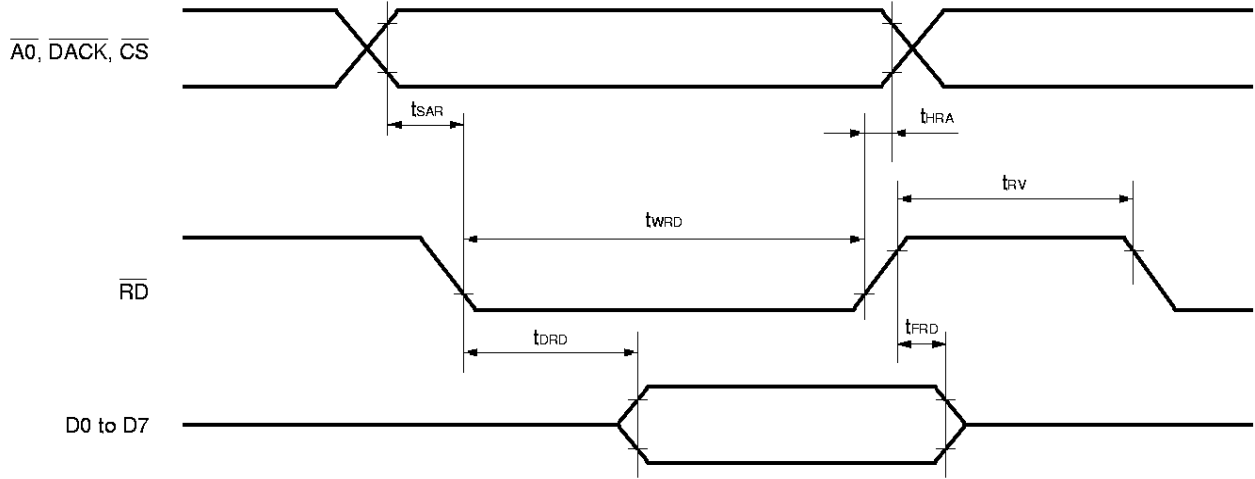 A0, DACK, CS
tSAR
tHRA
tRV
tWRD
RD
tFRD
tDRD
D0 to D7